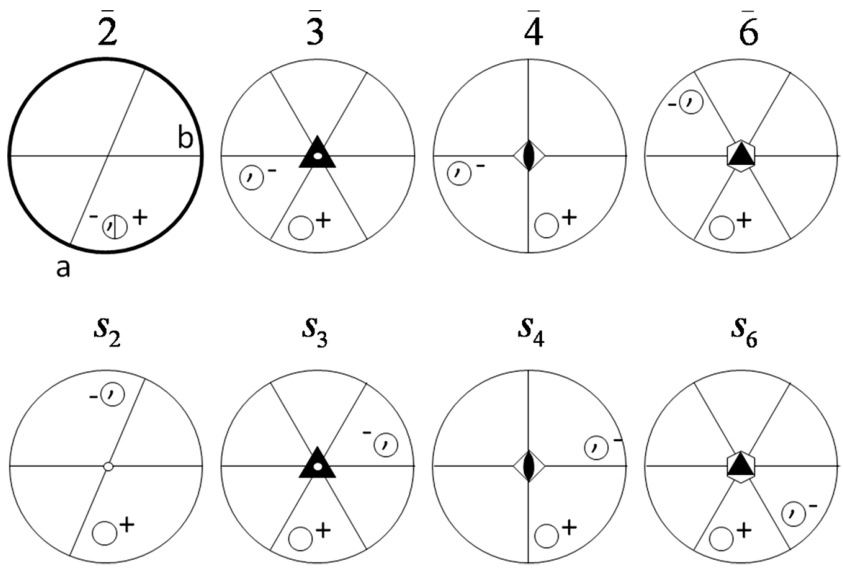 2̄ 3̄ 4̄ 6̄
b
- , + , - + , - + - , +
a
s₂ s₃ s₄ s₆
- , + - , + , - + , - +